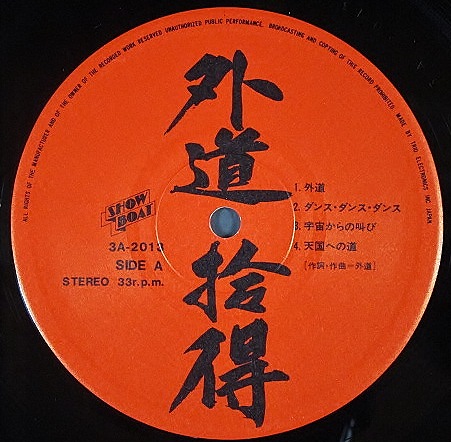 ALL RIGHTS OF THE MANUFACTURER AND OF THE OWNER OF THE RECORDED WORK RESERVED UNAUTHORIZED PUBLIC PERFORMANCE, BROADCASTING AND COPYING OF THIS RECORD PROHIBITED. MADE BY TRIO ELECTRONICS INC JAPAN.
外道拾得
SHOW
BOAT
3A-2013
SIDE A
STEREO 33r.p.m.
1. 外道
2. ダンス・ダンス・ダンス
3. 宇宙からの叫び
4. 天国への道
[作詞・作曲=外道]